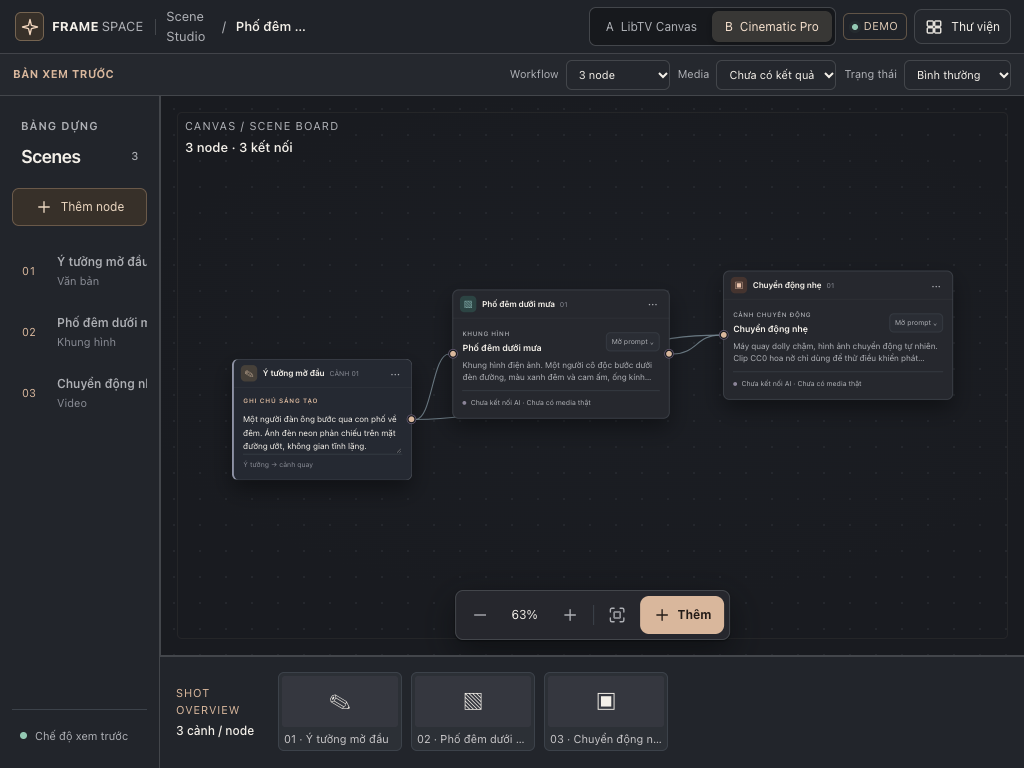 FRAME SPACE
Scene Studio / Phố đêm ...
A LibTV Canvas
B Cinematic Pro
DEMO
Thư viện
BẢN XEM TRƯỚC
Workflow 3 node
Media Chưa có kết quả
Trạng thái Bình thường
BẢNG DỰNG
Scenes 3
Thêm node
01 Ý tưởng mở đầu
Văn bản
02 Phố đêm dưới m
Khung hình
03 Chuyển động nh
Video
Chế độ xem trước
CANVAS / SCENE BOARD
3 node · 3 kết nối
Ý tưởng mở đầu CẢNH 01 ...
GHI CHÚ SÁNG TẠO
Một người đàn ông bước qua con phố về
đêm. Ánh đèn neon phản chiếu trên mặt
đường ướt, không gian tĩnh lặng.
Ý tưởng → cảnh quay
Phố đêm dưới mưa 01 ...
KHUNG HÌNH
Phố đêm dưới mưa
Mở prompt ⌄
Khung hình điện ảnh. Một người cô độc bước dưới
đèn đường, màu xanh đêm và cam ấm, ống kính...
Chưa kết nối AI · Chưa có media thật
Chuyển động nhẹ 01 ...
CẢNH CHUYỂN ĐỘNG
Chuyển động nhẹ
Mở prompt ⌄
Máy quay dolly chậm, hình ảnh chuyển động tự nhiên.
Clip CC0 hoa nở chỉ dùng để thử điều khiển phát...
Chưa kết nối AI · Chưa có media thật
63%
Thêm
SHOT
OVERVIEW
3 cảnh / node
01 · Ý tưởng mở đầu
02 · Phố đêm dưới ...
03 · Chuyển động n...